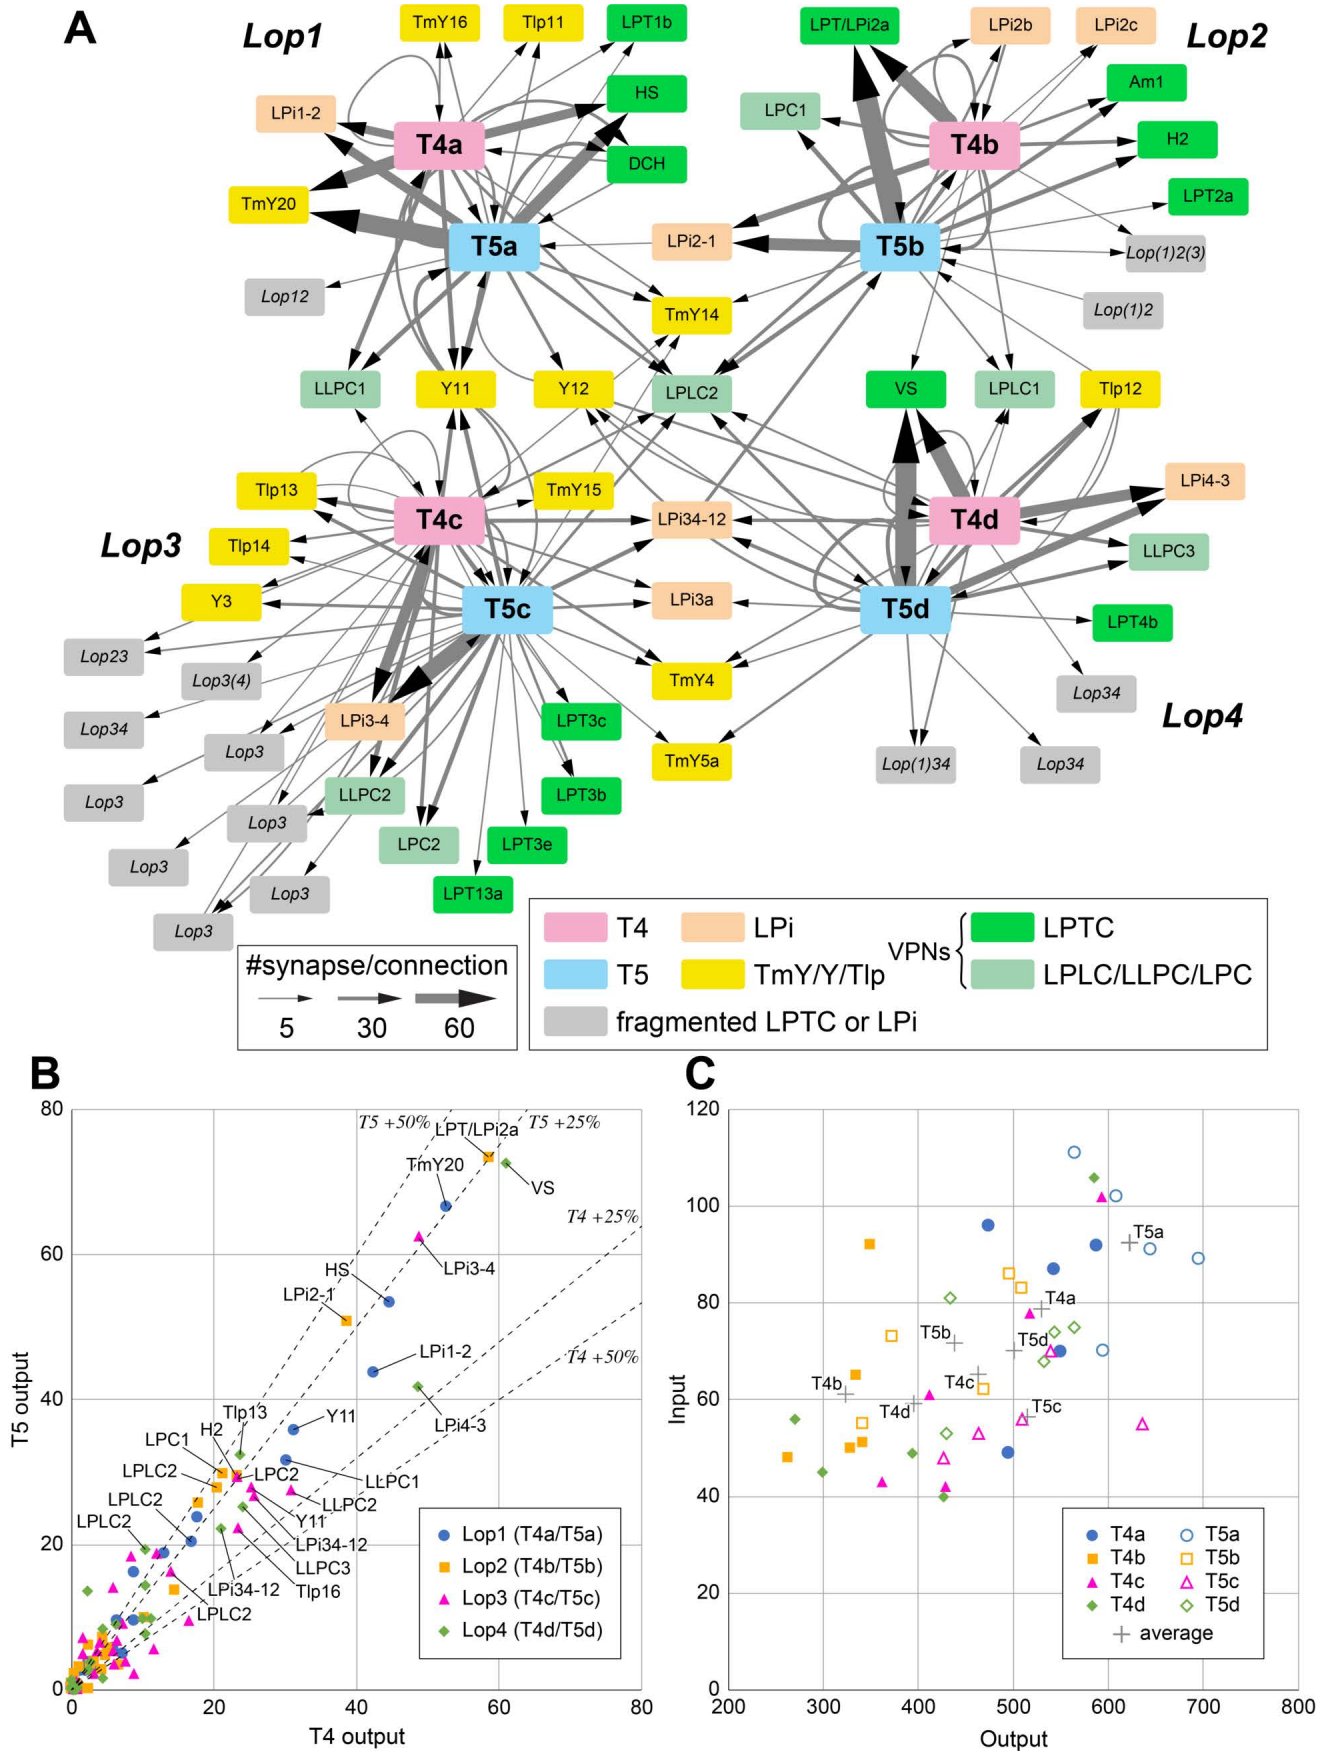 A
Lop1
Lop2
TmY16
Tlp11
LPT1b
LPT/LPi2a
LPi2b
LPi2c
LPi1-2
HS
LPC1
Am1
T4a
T4b
H2
DCH
TmY20
LPT2a
T5a
LPi2-1
T5b
Lop(1)2(3)
Lop12
TmY14
Lop(1)2
LLPC1
Y11
Y12
LPLC2
VS
LPLC1
Tlp12
Tlp13
TmY15
LPi4-3
T4c
LPi34-12
T4d
Lop3
Tlp14
LLPC3
Y3
T5c
LPi3a
T5d
LPT4b
Lop23
Lop3(4)
TmY4
Lop34
Lop4
Lop34
LPi3-4
LPT3c
Lop3
TmY5a
Lop(1)34
Lop34
Lop3
LLPC2
LPT3b
Lop3
LPC2
LPT3e
Lop3
Lop3
LPT13a
Lop3
#synapse/connection
5 30 60
T4
LPi
VPNs
LPTC
T5
TmY/Y/Tlp
LPLC/LLPC/LPC
fragmented LPTC or LPi
B
80
60
40
20
0
T5 output
0 20 40 60 80
T4 output
T5 +50%
T5 +25%
T4 +25%
T4 +50%
LPT/LPi2a
TmY20
VS
LPi3-4
HS
LPi2-1
LPi1-2
LPi4-3
Tlp13
Y11
H2
LPC1
LPC2
LPLC2
LLPC1
LLPC2
LPLC2
Y11
LPLC2
LPi34-12
LLPC3
LPi34-12
Tlp16
LPLC2
Lop1 (T4a/T5a)
Lop2 (T4b/T5b)
Lop3 (T4c/T5c)
Lop4 (T4d/T5d)
C
120
100
80
60
40
20
0
Input
200 300 400 500 600 700 800
Output
T5a
T4a
T5b
T5d
T4b
T4c
T4d
T5c
T4a T5a
T4b T5b
T4c T5c
T4d T5d
average